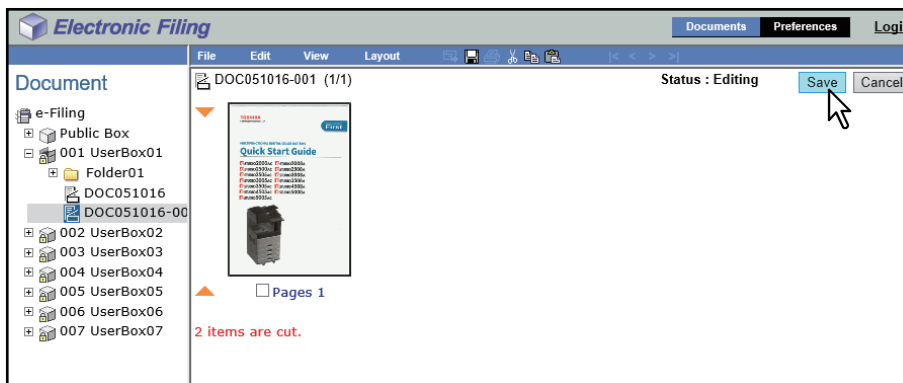 Electronic Filing
Documents
Preferences
Logi
File Edit View Layout
|< < > >|
Document
DOC051016-001 (1/1)
Status : Editing
Save
Cancel
e-Filing
Public Box
001 UserBox01
Folder01
DOC051016
DOC051016-00
002 UserBox02
003 UserBox03
004 UserBox04
005 UserBox05
006 UserBox06
007 UserBox07
TOSHIBA
First
Quick Start Guide
Pages 1
2 items are cut.